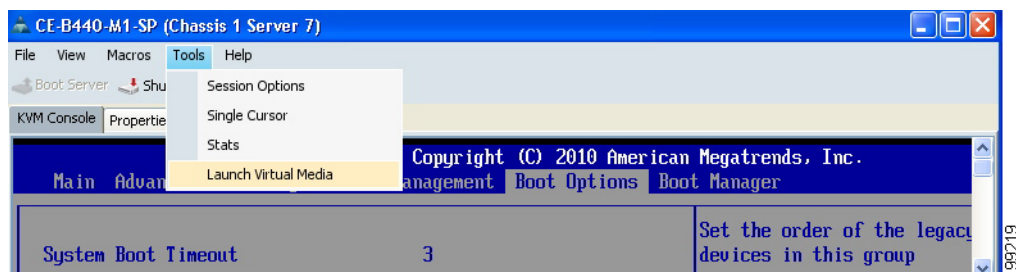 CE-B440-M1-SP (Chassis 1 Server 7)
File View Macros Tools Help
Boot Server Shu
Session Options
KVM Console Propertie
Single Cursor
Stats
Copyright (C) 2010 American Megatrends, Inc.
Launch Virtual Media
Main Advan anagement Boot Options Boot Manager
Set the order of the legacy
System Boot Timeout 3 devices in this group
99219